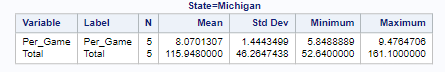 State=Michigan
Variable Label N Mean Std Dev Minimum Maximum
Per_Game Per_Game 5 8.0701307 1.4443499 5.8488889 9.4764706
Total Total 5 115.9480000 46.2647438 52.6400000 161.1000000